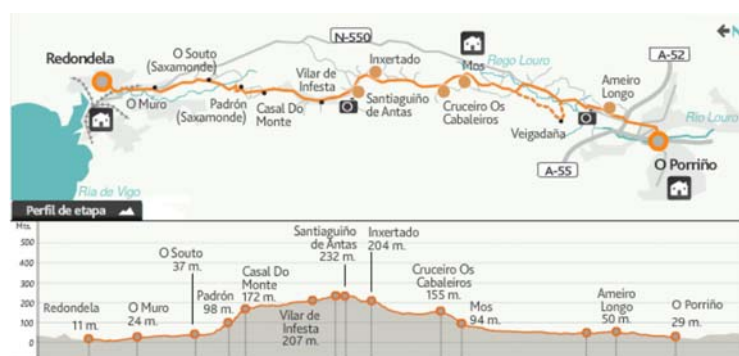 N-550
Redondela
O Souto
(Saxamonde)
O Muro
Padrón
(Saxamonde)
Casal Do
Monte
Vilar de
Infesta
Inxertado
Santiaguiño
de Antas
Mos
Cruceiro Os
Cabaleiros
Rego Louro
Veigadaña
Ameiro
Longo
A-52
N
Río Louro
O Porriño
A-55
Ría de Vigo
Perfil de etapa
Mts.
500
400
300
200
100
0
Redondela
11 m.
O Muro
24 m.
O Souto
37 m.
Padrón
98 m.
Casal Do
Monte
172 m.
Vilar de
Infesta
207 m.
Santiaguiño
de Antas
232 m.
Inxertado
204 m.
Cruceiro Os
Cabaleiros
155 m.
Mos
94 m.
Ameiro
Longo
50 m.
O Porriño
29 m.